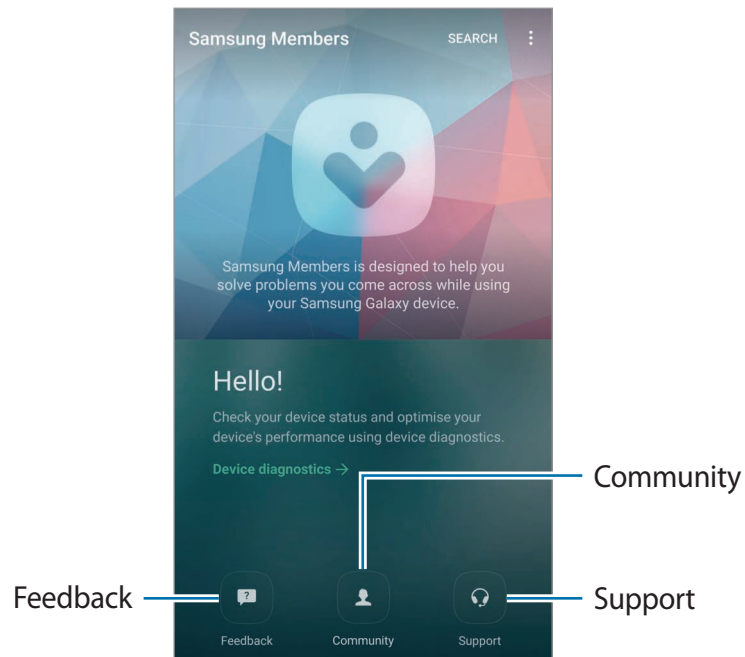 Samsung Members SEARCH
Samsung Members is designed to help you
solve problems you come across while using
your Samsung Galaxy device.
Hello!
Check your device status and optimise your
device's performance using device diagnostics.
Device diagnostics →
Community
Feedback
Support
?
Feedback Community Support